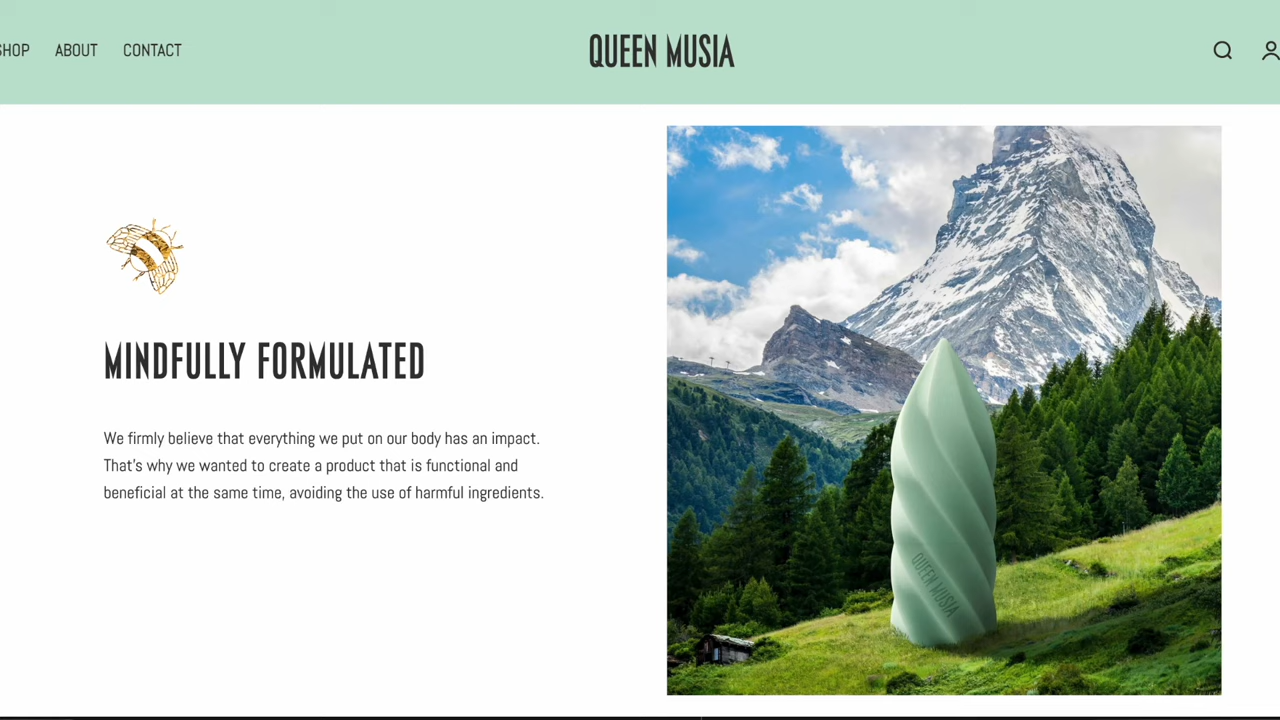 SHOP ABOUT CONTACT
QUEEN MUSIA
MINDFULLY FORMULATED
We firmly believe that everything we put on our body has an impact.
That's why we wanted to create a product that is functional and
beneficial at the same time, avoiding the use of harmful ingredients.
QUEEN MUSIA